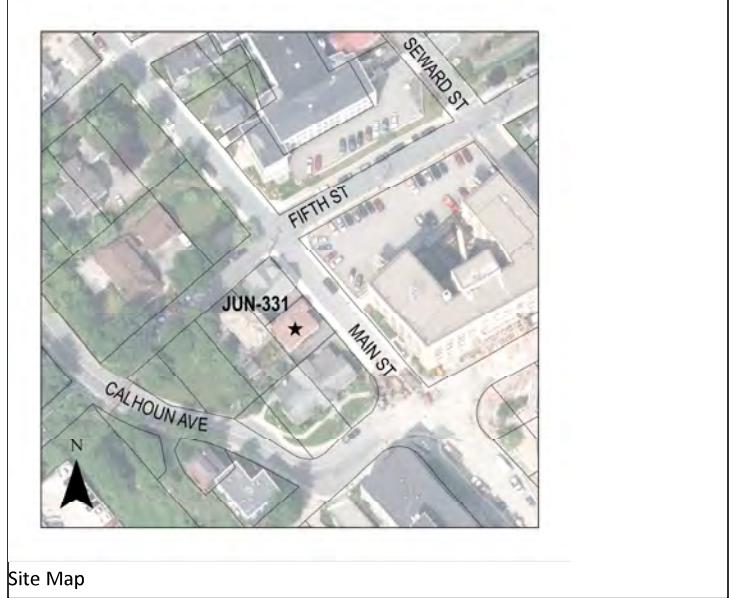 SEWARD ST
FIFTH ST
JUN-331
MAIN ST
CALHOUN AVE
N
Site Map